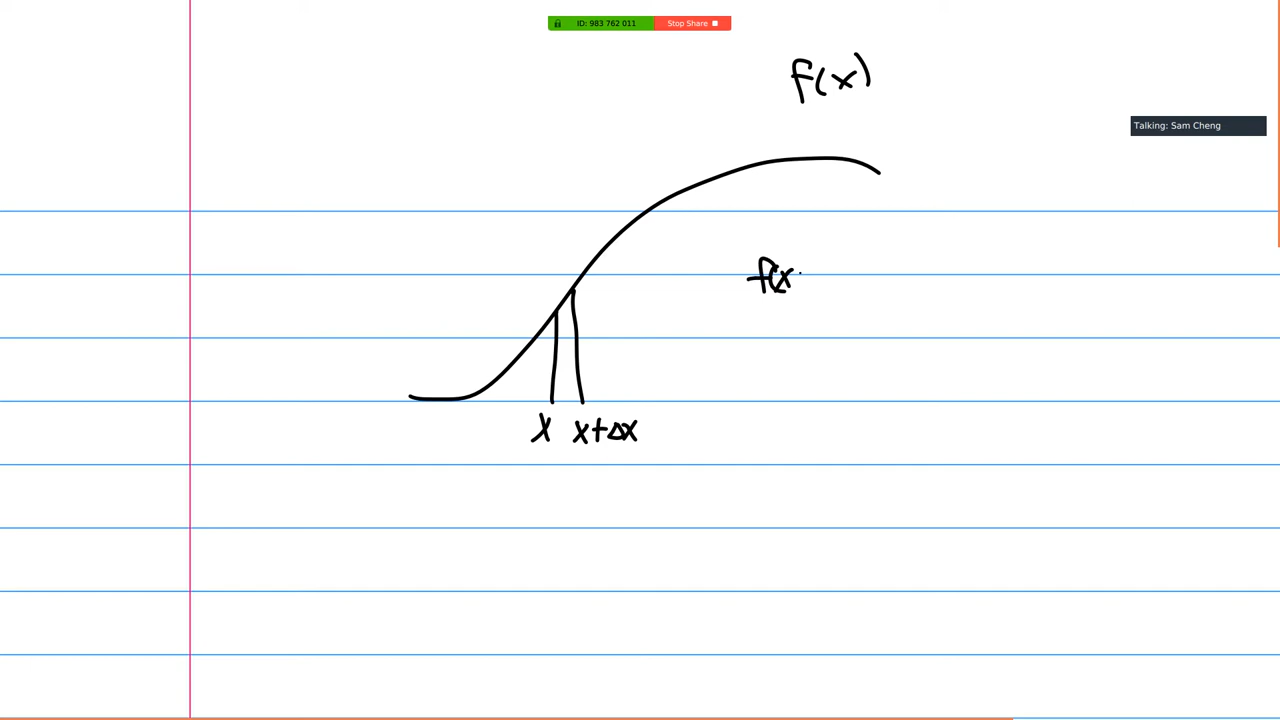 ID: 983 762 011 Stop Share
f(x)
Talking: Sam Cheng
f(x
x x+Δx